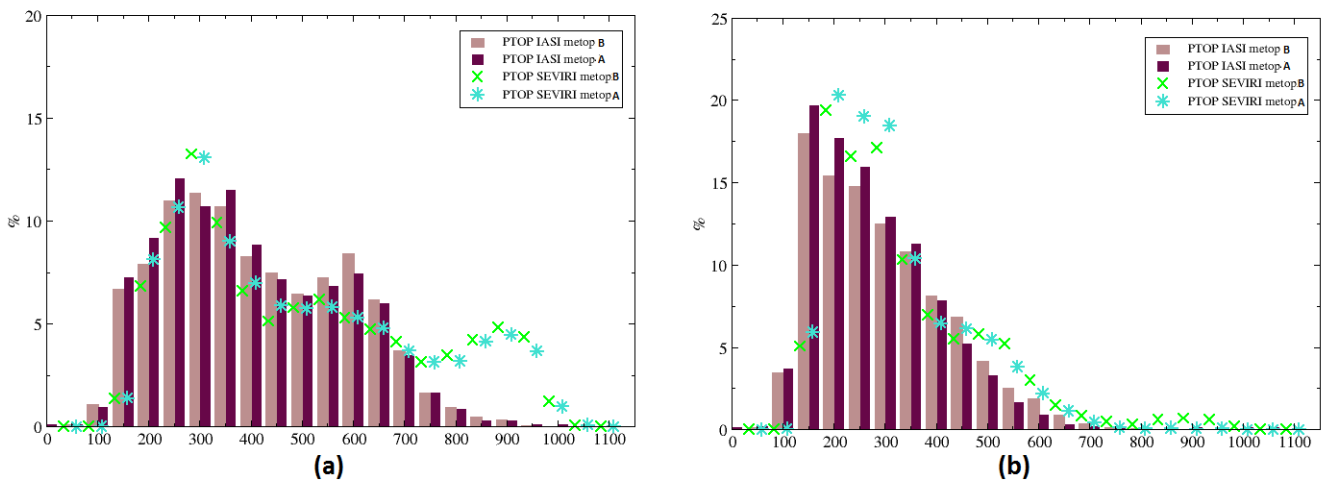 20
15
10
5
0
%
PTOP IASI metop B
PTOP IASI metop A
PTOP SEVIRI metop B
PTOP SEVIRI metop A
0 100 200 300 400 500 600 700 800 900 1000 1100
(a)
25
20
15
10
5
0
%
PTOP IASI metop B
PTOP IASI metop A
PTOP SEVIRI metop B
PTOP SEVIRI metop A
0 100 200 300 400 500 600 700 800 900 1000 1100
(b)